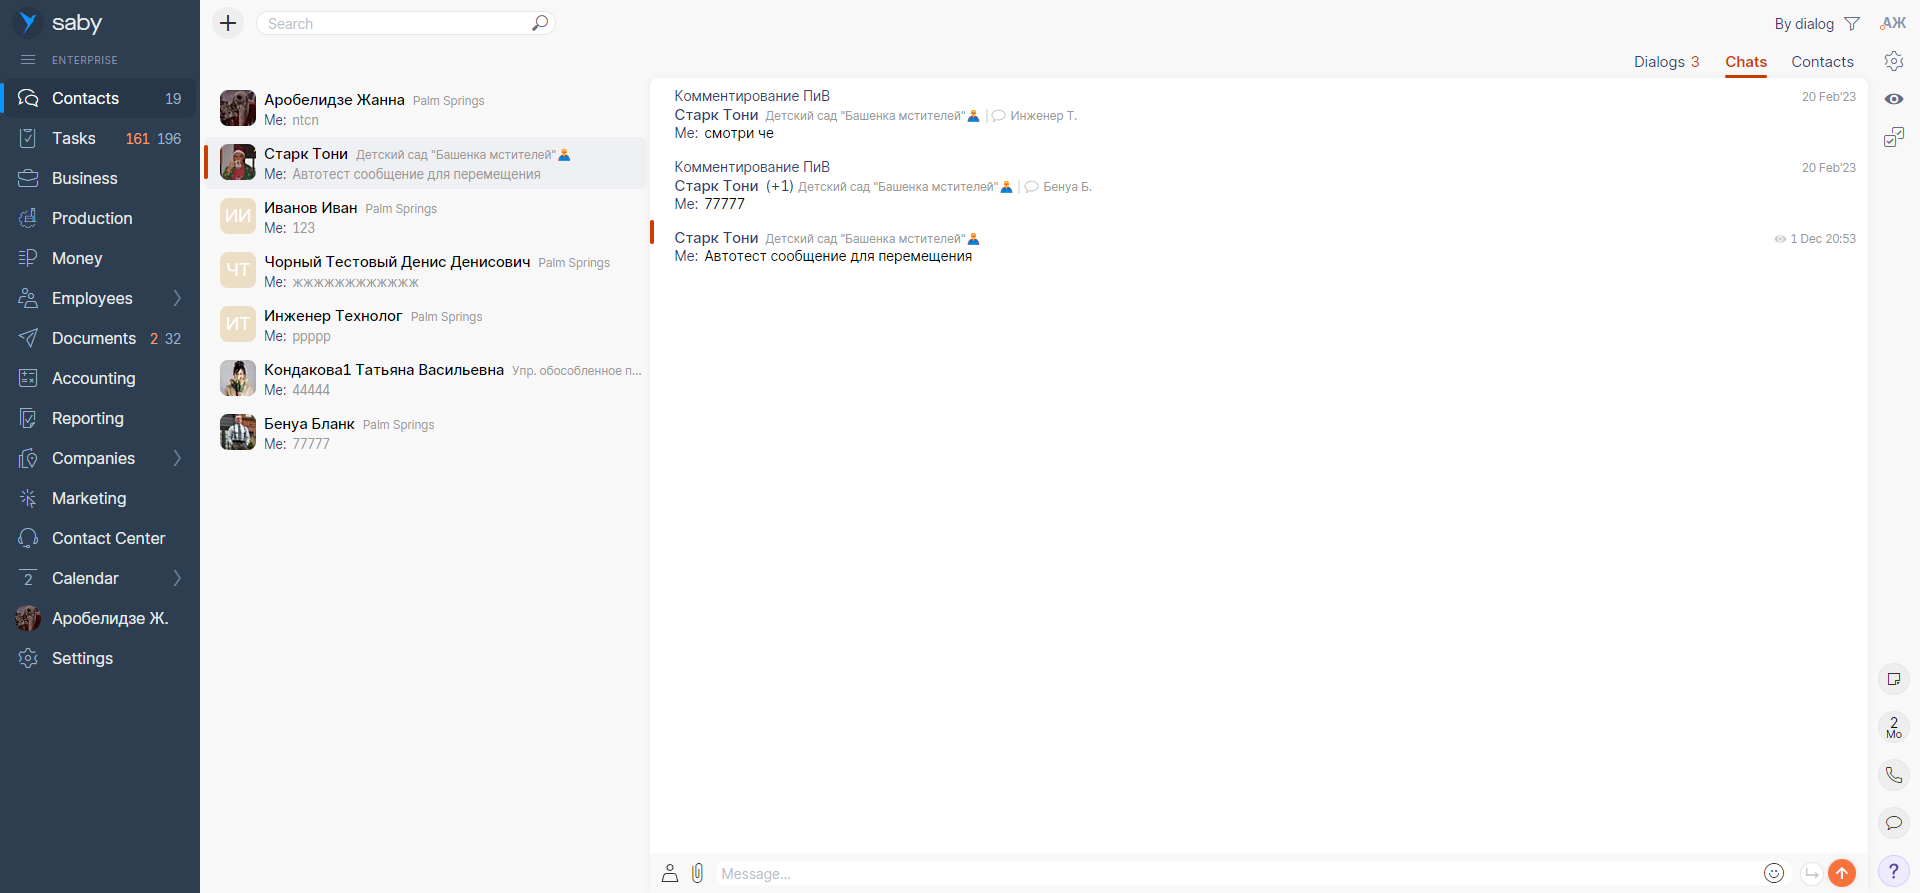 saby
ENTERPRISE
Contacts 19
Tasks 161 196
Business
Production
Money
Employees
Documents 2 32
Accounting
Reporting
Companies
Marketing
Contact Center
2 Calendar
Аробелидзе Ж.
Settings
Search
By dialog
АЖ
Dialogs 3 Chats Contacts
Аробелидзе Жанна Palm Springs
Me: ntcn
Старк Тони Детский сад "Башенка мстителей"
Me: Автотест сообщение для перемещения
ИИ
Иванов Иван Palm Springs
Me: 123
ЧТ
Чорный Тестовый Денис Денисович Palm Springs
Me: жжжжжжжжжжжж
ИТ
Инженер Технолог Palm Springs
Me: ррррр
Кондакова1 Татьяна Васильевна Упр. обособленное п...
Me: 44444
Бенуа Бланк Palm Springs
Me: 77777
Комментирование ПиВ 20 Feb'23
Старк Тони Детский сад "Башенка мстителей" | Инженер Т.
Me: смотри че
Комментирование ПиВ 20 Feb'23
Старк Тони (+1) Детский сад "Башенка мстителей" | Бенуа Б.
Me: 77777
Старк Тони Детский сад "Башенка мстителей" 1 Dec 20:53
Me: Автотест сообщение для перемещения
2
Mo
Message...
?